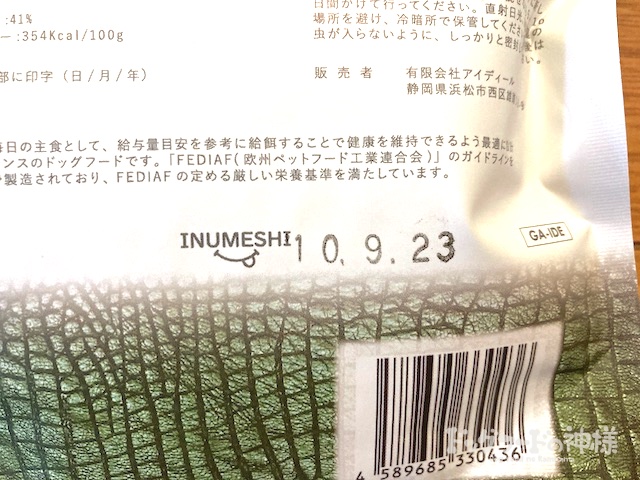 日間かけて行ってください。直射日光
場所を避け、冷暗所で保管してくださ
虫が入らないように、しっかりと密封
:41%
ー:354Kcal/100g
部に印字(日/月/年)
販売者 有限会社アイディール
静岡県浜松市西区
毎日の主食として、給与量目安を参考に給餌することで健康を維持できるよう最適に
ンスのドッグフードです。「FEDIAF(欧州ペットフード工業連合会)」のガイドラインを
製造されており、FEDIAFの定める厳しい栄養基準を満たしています。
INUMESHI 10.9.23
GA-IDE
4 589685 330436
ドッグフードの神様